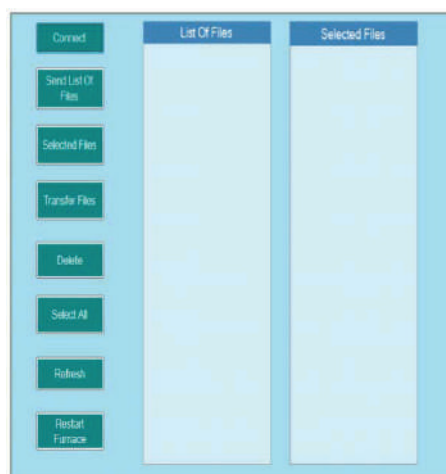 Connect
Send List Of
Files
Selected Files
Transfer Files
Delete
Select All
Refresh
Restart
Furnace
List Of Files
Selected Files